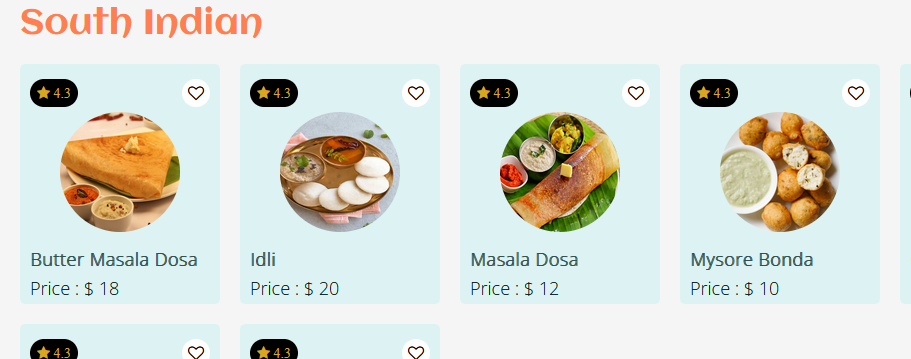 South Indian
4.3
4.3
4.3
4.3
Butter Masala Dosa
Price : $ 18
Idli
Price : $ 20
Masala Dosa
Price : $ 12
Mysore Bonda
Price : $ 10
4.3
4.3